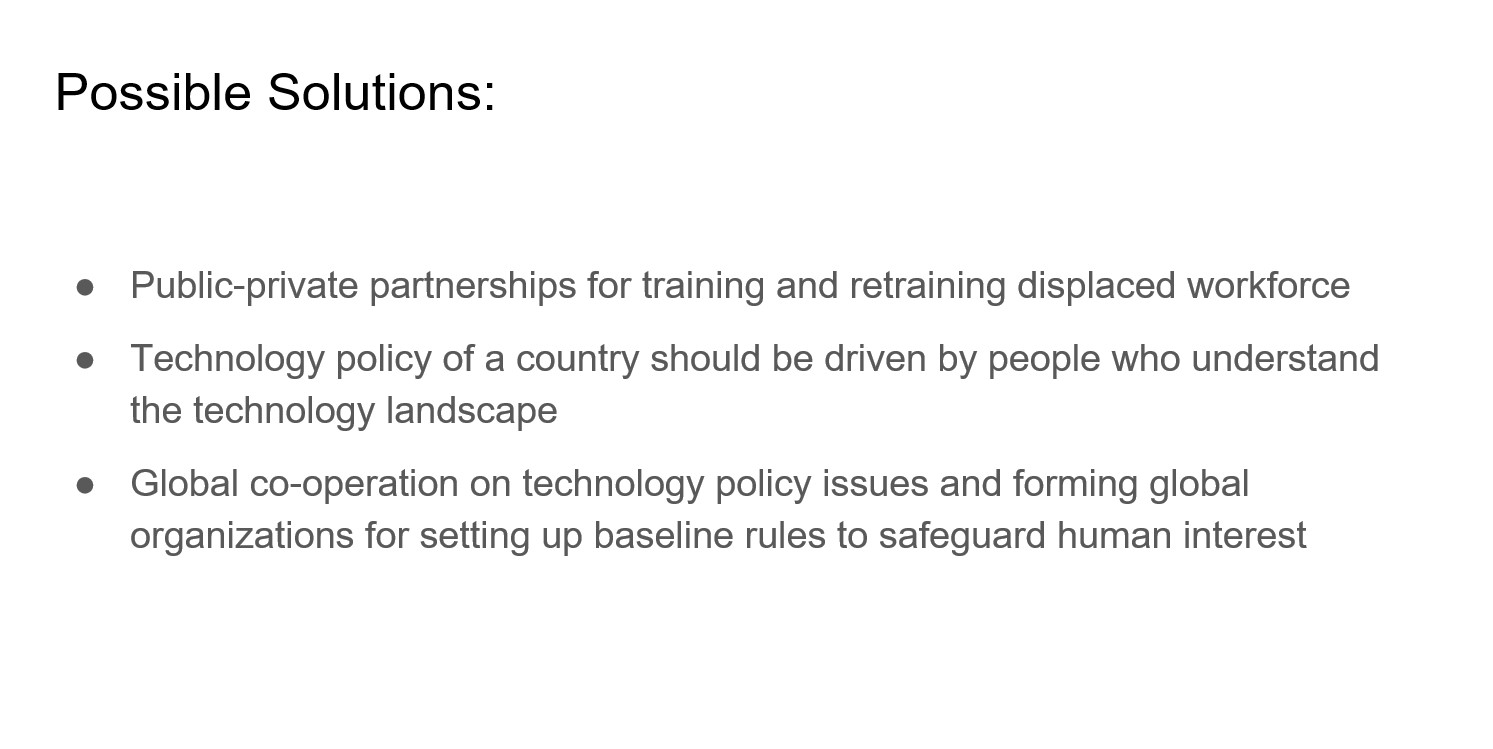 Possible Solutions:
● Public-private partnerships for training and retraining displaced workforce
● Technology policy of a country should be driven by people who understand
the technology landscape
● Global co-operation on technology policy issues and forming global
organizations for setting up baseline rules to safeguard human interest